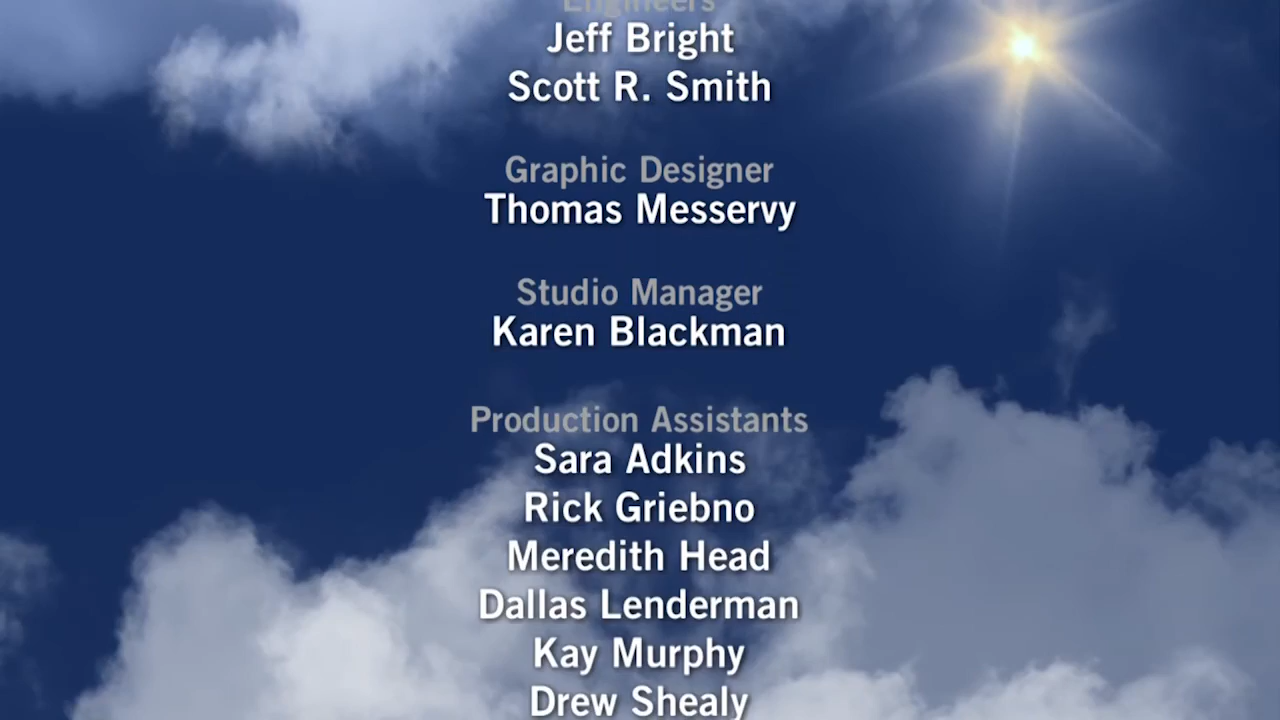 Engineers
Jeff Bright
Scott R. Smith
Graphic Designer
Thomas Messervy
Studio Manager
Karen Blackman
Production Assistants
Sara Adkins
Rick Griebno
Meredith Head
Dallas Lenderman
Kay Murphy
Drew Shealy